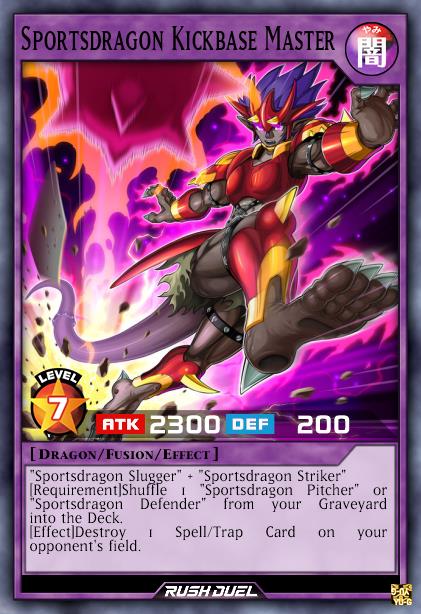 Sportsdragon Kickbase Master
やみ
闇
LEVEL
7
ATK 2300 DEF 200
[Dragon/Fusion/Effect]
"Sportsdragon Slugger" + "Sportsdragon Striker"
[Requirement]Shuffle 1 "Sportsdragon Pitcher" or
"Sportsdragon Defender" from your Graveyard
into the Deck.
[Effect]Destroy 1 Spell/Trap Card on your
opponent's field.
RUSH DUEL